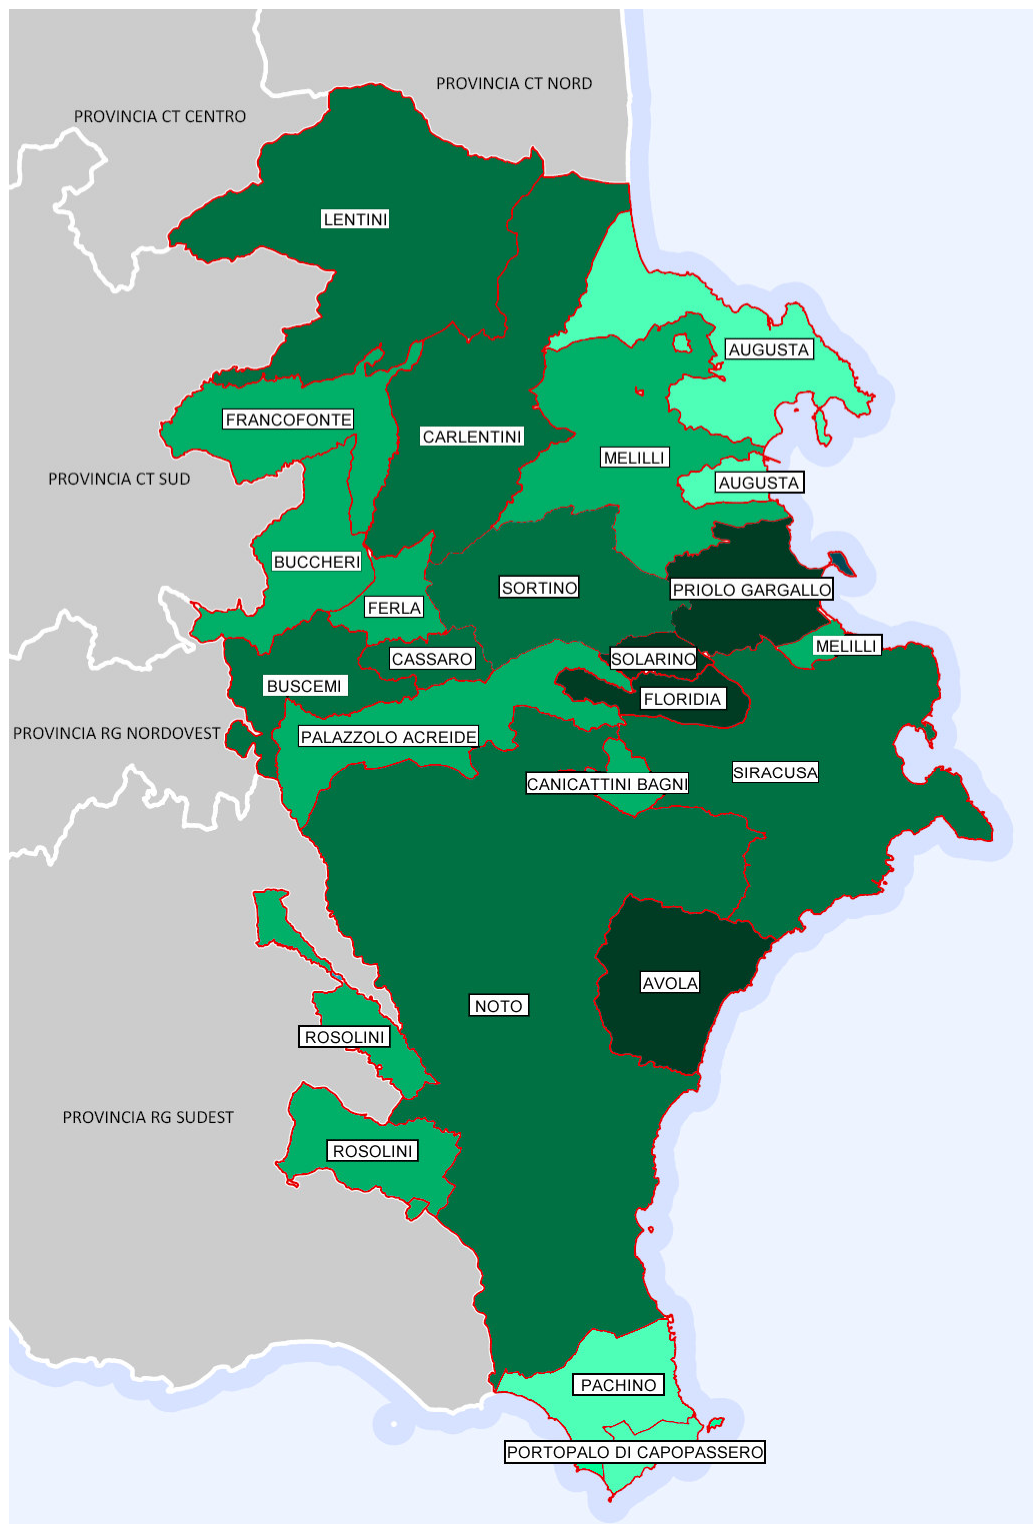 PROVINCIA CT NORD
PROVINCIA CT CENTRO
LENTINI
AUGUSTA
FRANCOFONTE
CARLENTINI
MELILLI
PROVINCIA CT SUD
AUGUSTA
BUCCHERI
SORTINO
PRIOLO GARGALLO
FERLA
MELILLI
CASSARO
SOLARINO
BUSCEMI
FLORIDIA
PROVINCIA RG NORDOVEST
PALAZZOLO ACREIDE
SIRACUSA
CANICATTINI BAGNI
AVOLA
NOTO
ROSOLINI
PROVINCIA RG SUDEST
ROSOLINI
PACHINO
PORTOPALO DI CAPOPASSERO